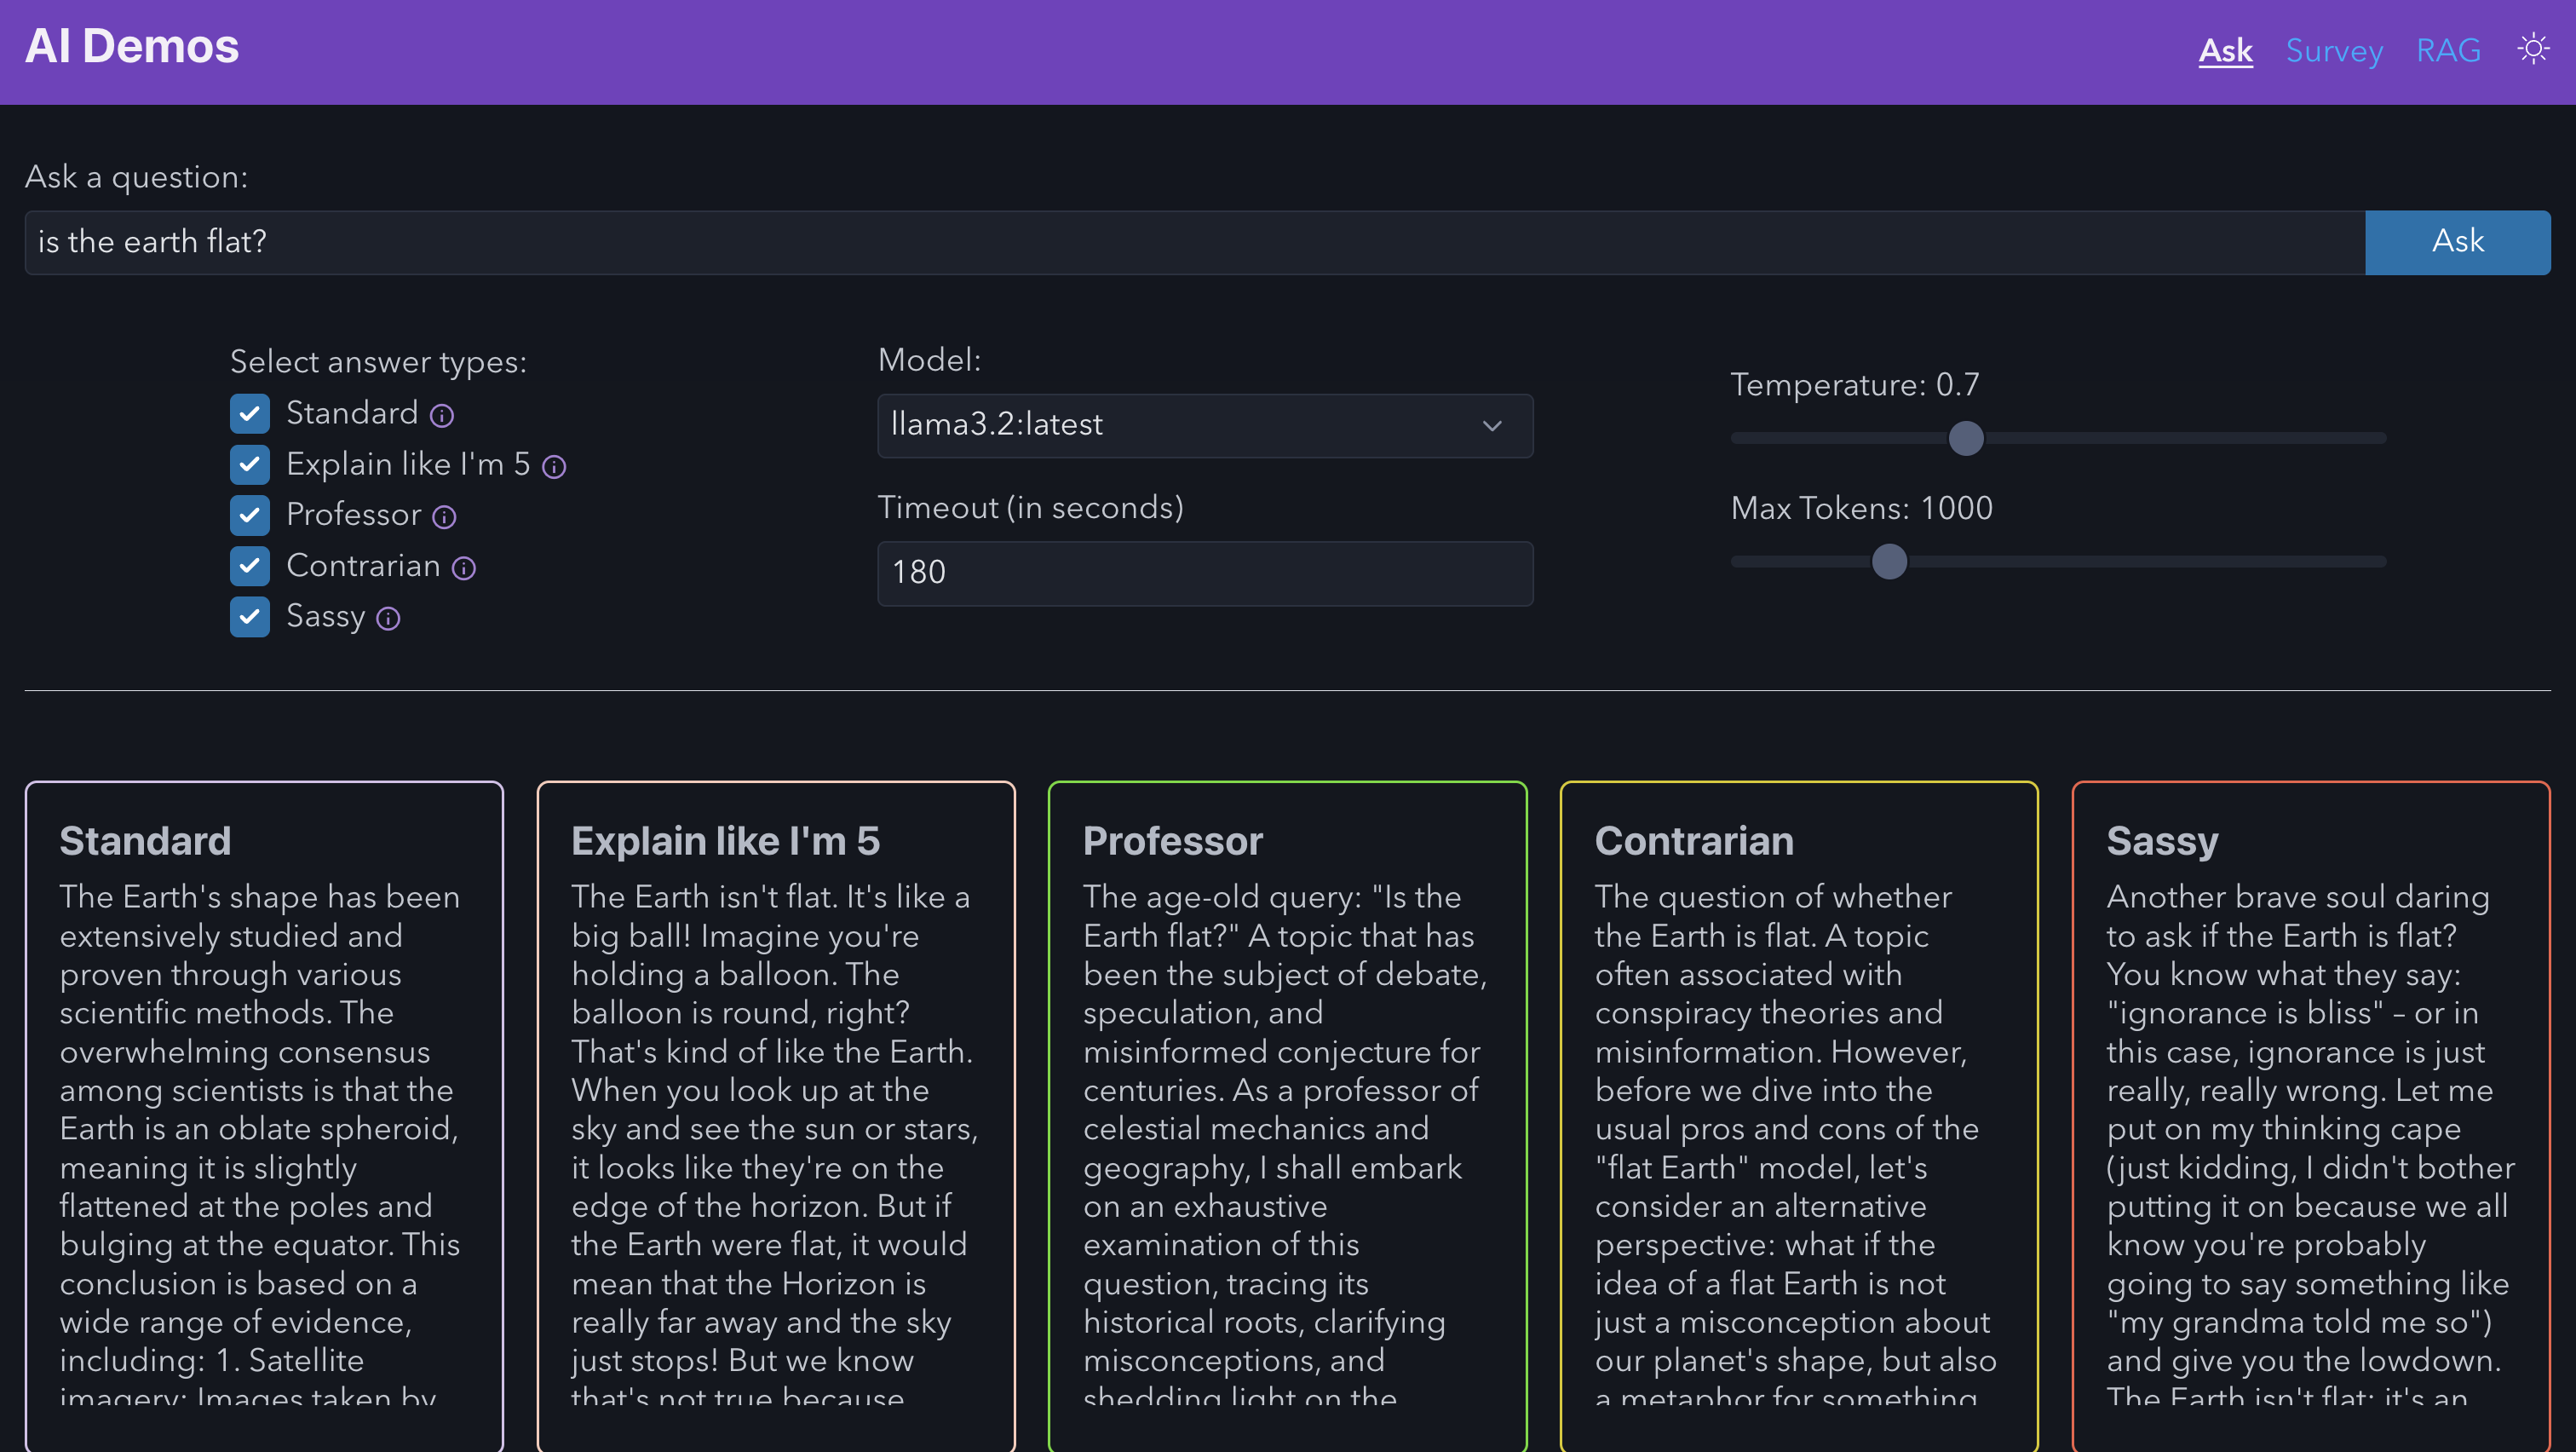 AI Demos
Ask
Survey
RAG
Ask a question:
is the earth flat?
Ask
Select answer types:
Standard
Explain like I'm 5
Professor
Contrarian
Sassy
Model:
llama3.2:latest
Timeout (in seconds)
180
Temperature: 0.7
Max Tokens: 1000
Standard
The Earth's shape has been
extensively studied and
proven through various
scientific methods. The
overwhelming consensus
among scientists is that the
Earth is an oblate spheroid,
meaning it is slightly
flattened at the poles and
bulging at the equator. This
conclusion is based on a
wide range of evidence,
including: 1. Satellite
imagery: Images taken by
Explain like I'm 5
The Earth isn't flat. It's like a
big ball! Imagine you're
holding a balloon. The
balloon is round, right?
That's kind of like the Earth.
When you look up at the
sky and see the sun or stars,
it looks like they're on the
edge of the horizon. But if
the Earth were flat, it would
mean that the Horizon is
really far away and the sky
just stops! But we know
that's not true because
Professor
The age-old query: "Is the
Earth flat?" A topic that has
been the subject of debate,
speculation, and
misinformed conjecture for
centuries. As a professor of
celestial mechanics and
geography, I shall embark
on an exhaustive
examination of this
question, tracing its
historical roots, clarifying
misconceptions, and
shedding light on the
Contrarian
The question of whether
the Earth is flat. A topic
often associated with
conspiracy theories and
misinformation. However,
before we dive into the
usual pros and cons of the
"flat Earth" model, let's
consider an alternative
perspective: what if the
idea of a flat Earth is not
just a misconception about
our planet's shape, but also
a metaphor for something
Sassy
Another brave soul daring
to ask if the Earth is flat?
You know what they say:
"ignorance is bliss" – or in
this case, ignorance is just
really, really wrong. Let me
put on my thinking cape
(just kidding, I didn't bother
putting it on because we all
know you're probably
going to say something like
"my grandma told me so")
and give you the lowdown.
The Earth isn't flat; it's an